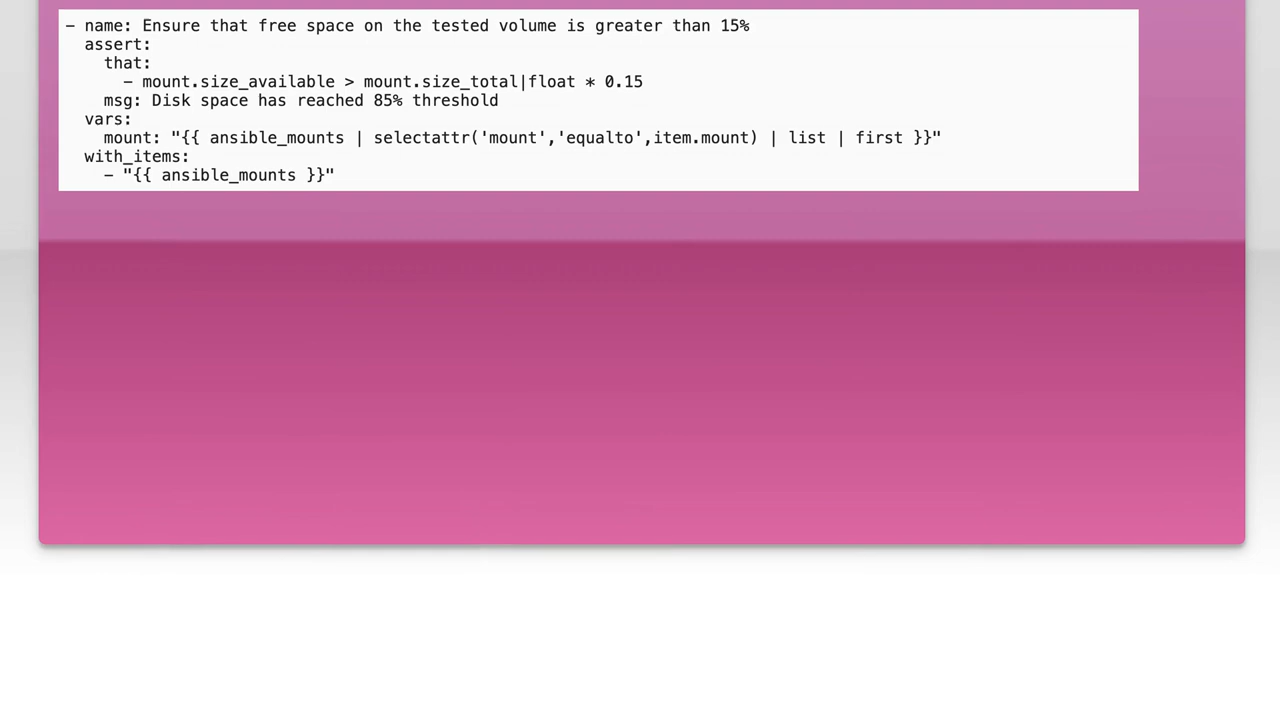 - name: Ensure that free space on the tested volume is greater than 15%
  assert:
    that:
      - mount.size_available > mount.size_total|float * 0.15
    msg: Disk space has reached 85% threshold
  vars:
    mount: "{{ ansible_mounts | selectattr('mount','equalto',item.mount) | list | first }}"
  with_items:
    - "{{ ansible_mounts }}"